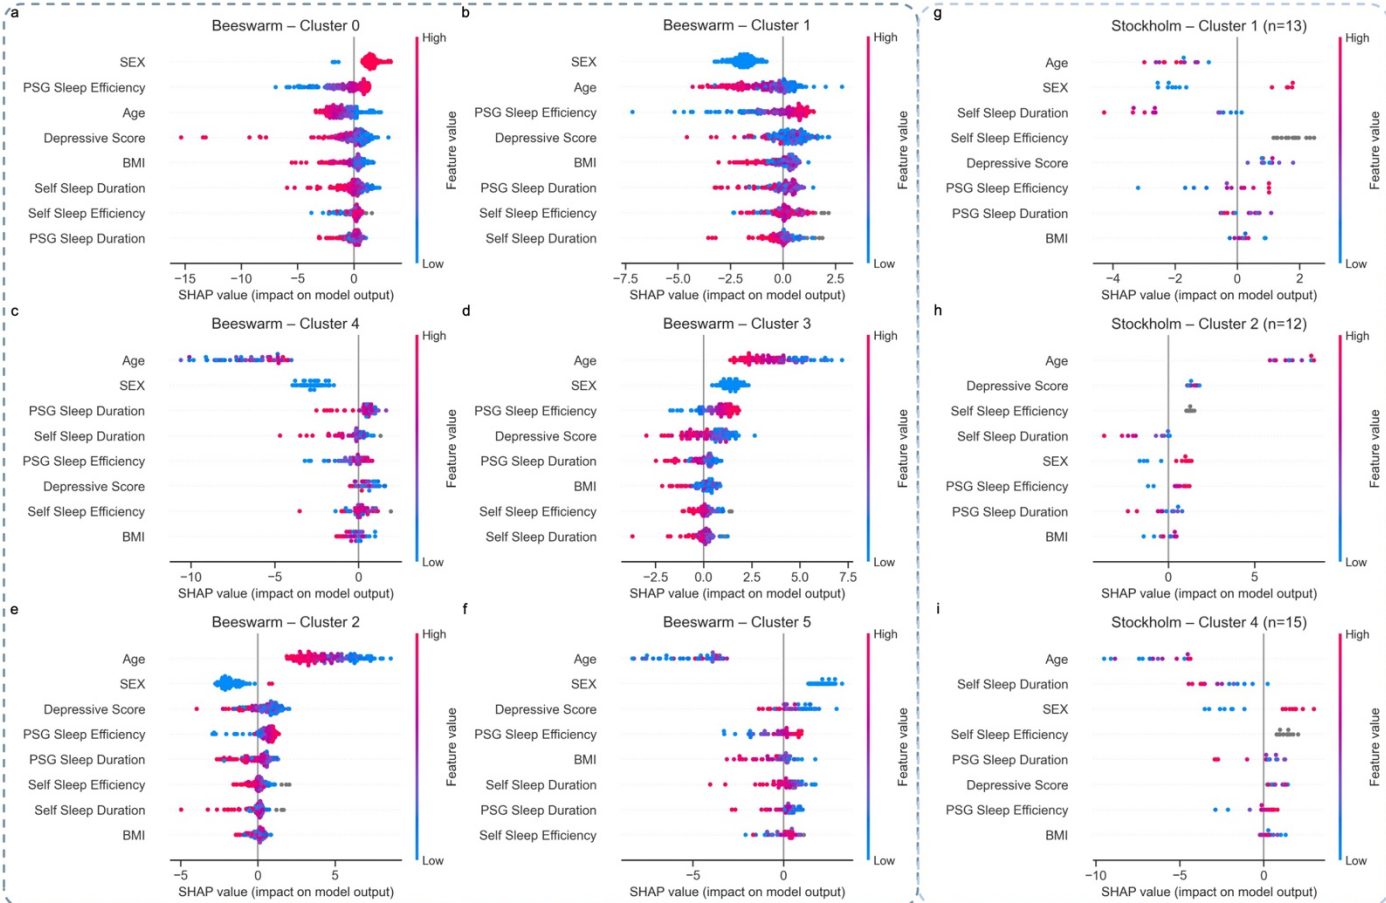 a
Beeswarm – Cluster 0
High
SEX
PSG Sleep Efficiency
Age
Depressive Score
BMI
Self Sleep Duration
Self Sleep Efficiency
PSG Sleep Duration
Feature value
Low
−15 −10 −5 0
SHAP value (impact on model output)
b
Beeswarm – Cluster 1
High
SEX
Age
PSG Sleep Efficiency
Depressive Score
BMI
PSG Sleep Duration
Self Sleep Efficiency
Self Sleep Duration
Feature value
Low
−7.5 −5.0 −2.5 0.0 2.5
SHAP value (impact on model output)
g
Stockholm – Cluster 1 (n=13)
High
Age
SEX
Self Sleep Duration
Self Sleep Efficiency
Depressive Score
PSG Sleep Efficiency
PSG Sleep Duration
BMI
Feature value
Low
−4 −2 0 2
SHAP value (impact on model output)
c
Beeswarm – Cluster 4
High
Age
SEX
PSG Sleep Duration
Self Sleep Duration
PSG Sleep Efficiency
Depressive Score
Self Sleep Efficiency
BMI
Feature value
Low
−10 −5 0
SHAP value (impact on model output)
d
Beeswarm – Cluster 3
High
Age
SEX
PSG Sleep Efficiency
Depressive Score
PSG Sleep Duration
BMI
Self Sleep Efficiency
Self Sleep Duration
Feature value
Low
−2.5 0.0 2.5 5.0 7.5
SHAP value (impact on model output)
h
Stockholm – Cluster 2 (n=12)
High
Age
Depressive Score
Self Sleep Efficiency
Self Sleep Duration
SEX
PSG Sleep Efficiency
PSG Sleep Duration
BMI
Feature value
Low
0 5
SHAP value (impact on model output)
e
Beeswarm – Cluster 2
High
Age
SEX
Depressive Score
PSG Sleep Efficiency
PSG Sleep Duration
Self Sleep Efficiency
Self Sleep Duration
BMI
Feature value
Low
−5 0 5
SHAP value (impact on model output)
f
Beeswarm – Cluster 5
High
Age
SEX
Depressive Score
PSG Sleep Efficiency
BMI
Self Sleep Duration
PSG Sleep Duration
Self Sleep Efficiency
Feature value
Low
−5 0
SHAP value (impact on model output)
i
Stockholm – Cluster 4 (n=15)
High
Age
Self Sleep Duration
SEX
Self Sleep Efficiency
PSG Sleep Duration
Depressive Score
PSG Sleep Efficiency
BMI
Feature value
Low
−10 −5 0
SHAP value (impact on model output)